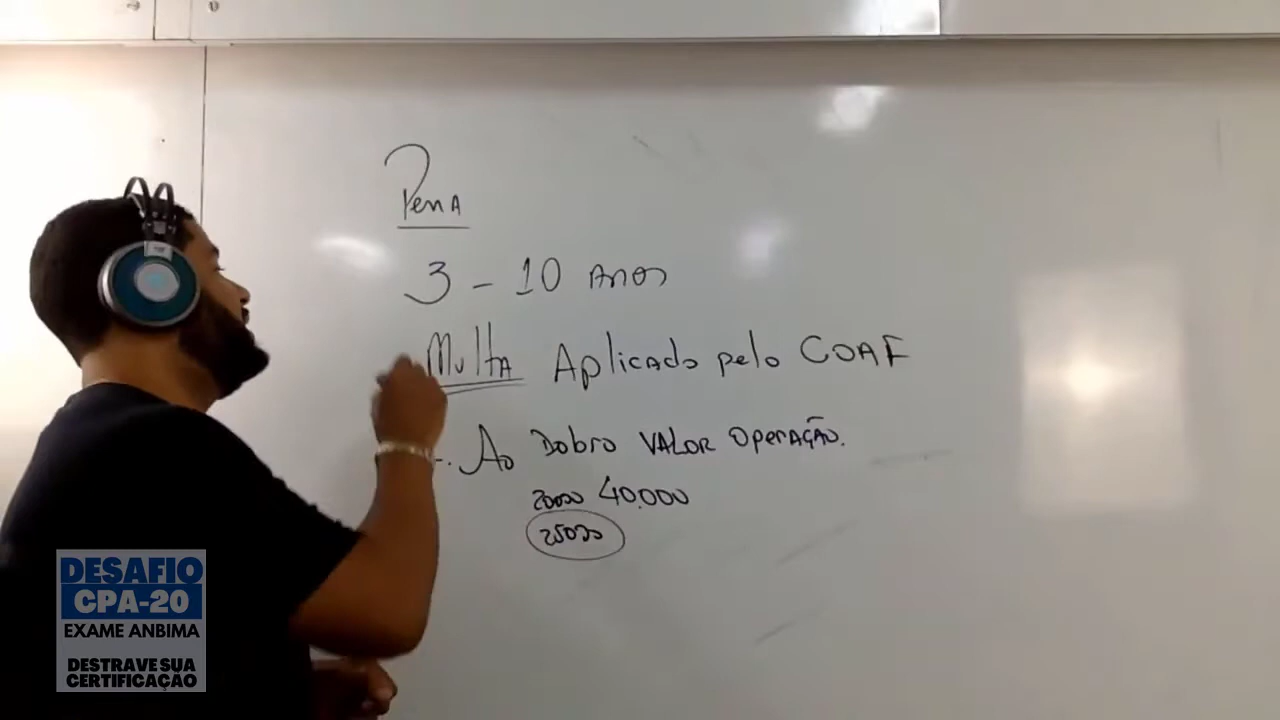 Pena
3 - 10 Anos
Multa Aplicado pelo COAF
-. Ao Dobro VALOR Operação.
20000 40.000
25000
DESAFIO
CPA-20
EXAME ANBIMA
DESTRAVE SUA
CERTIFICAÇÃO